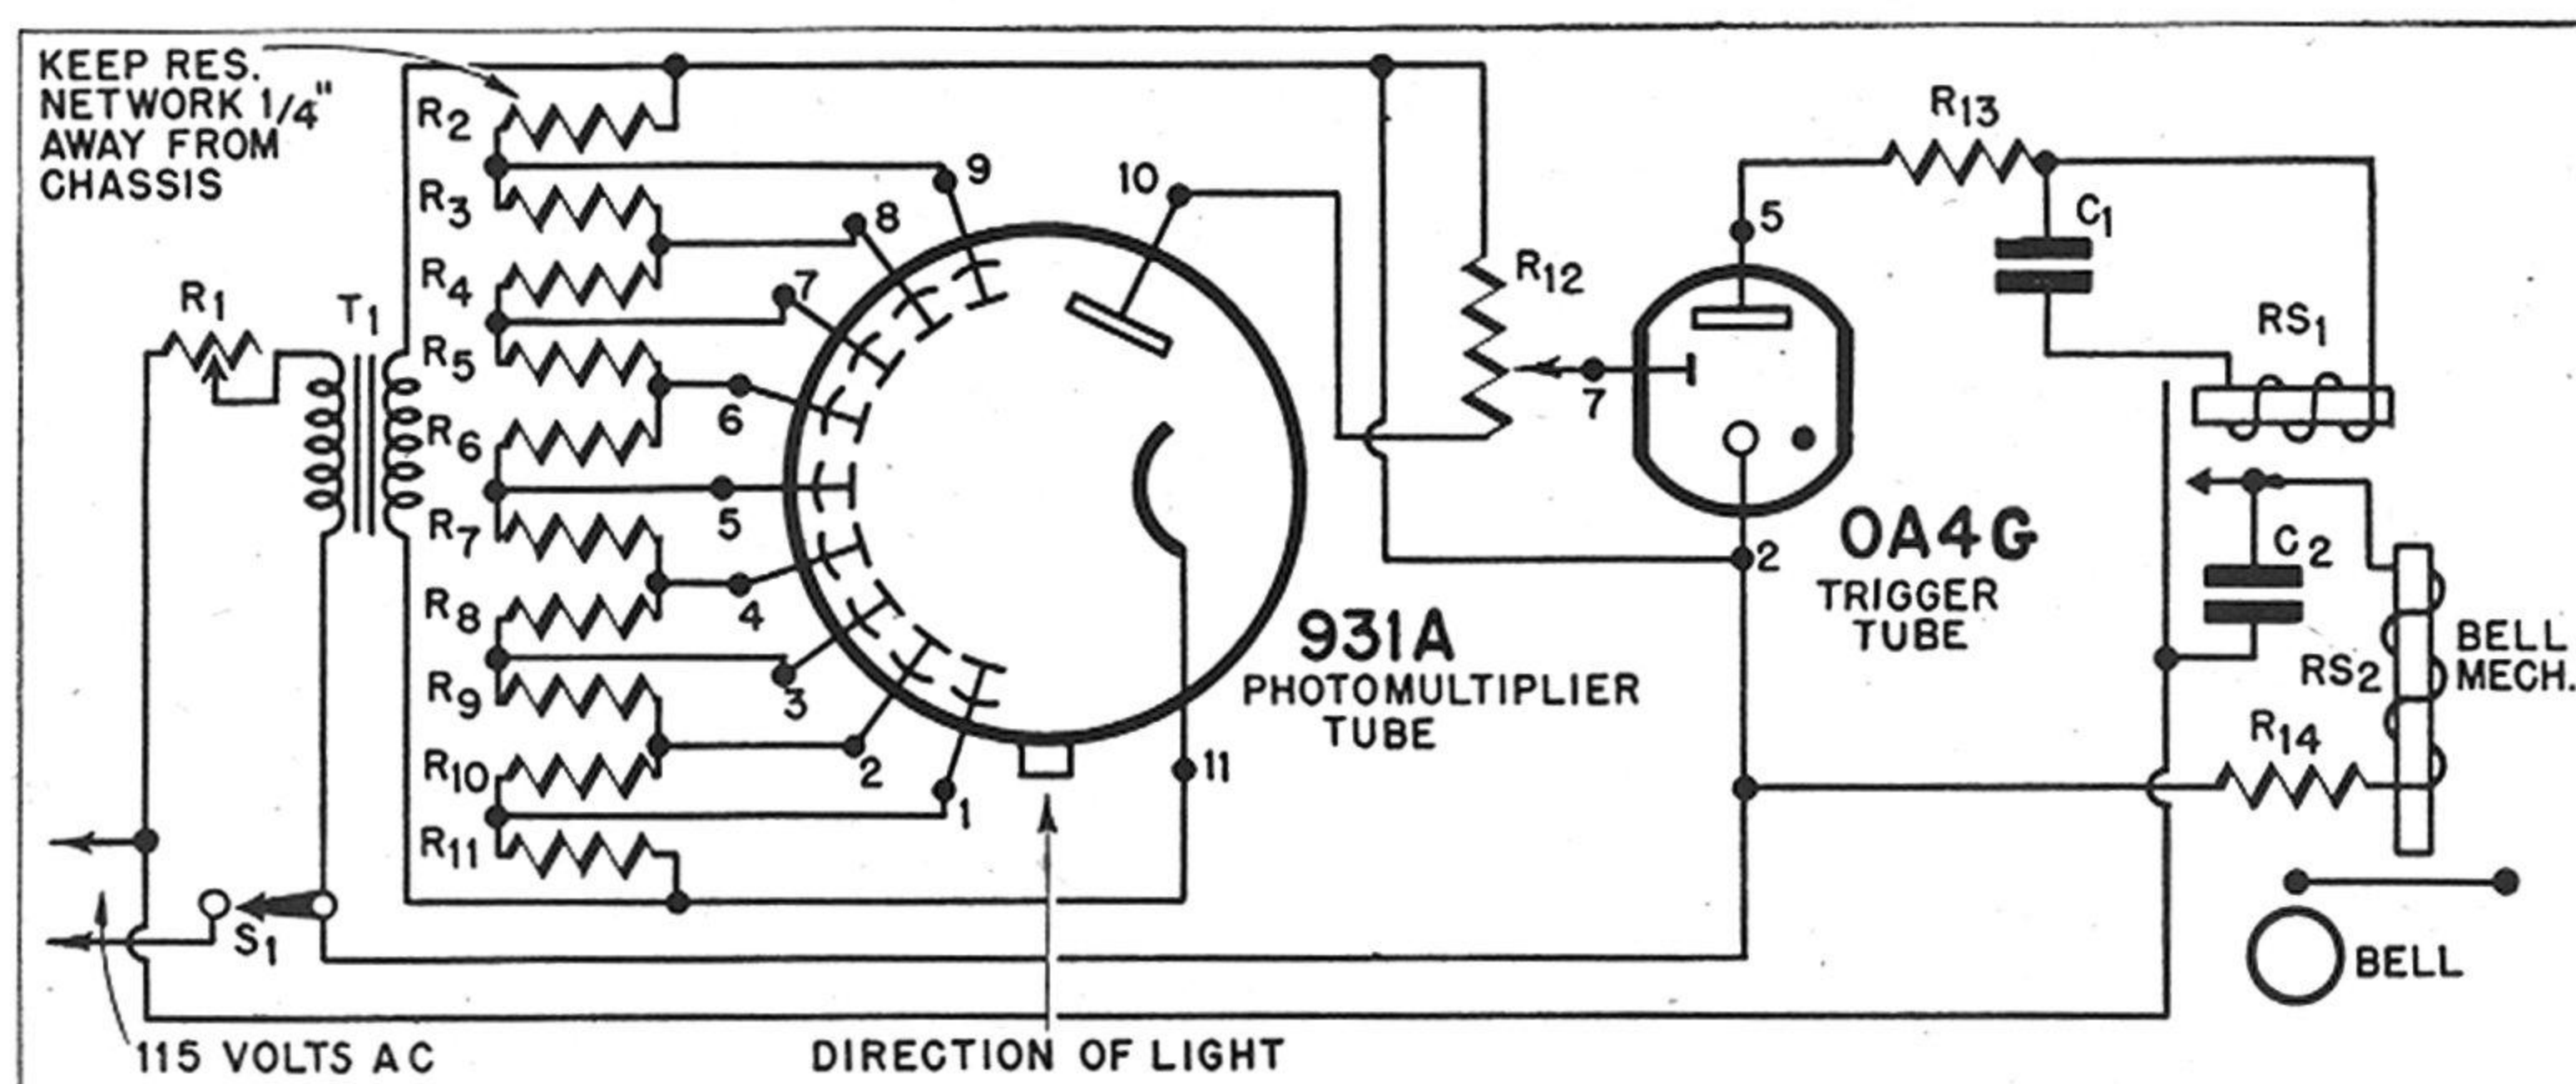 KEEP RES.
NETWORK 1/4"
AWAY FROM
CHASSIS
R2
R3
R4
R5
R6
R7
R8
R9
R10
R11
R1
T1
S1
115 VOLTS AC
9
8
7
6
5
4
3
2
1
10
11
931A
PHOTOMULTIPLIER
TUBE
DIRECTION OF LIGHT
R12
7
5
2
OA4G
TRIGGER
TUBE
R13
C1
RS1
C2
RS2
BELL
MECH.
R14
BELL